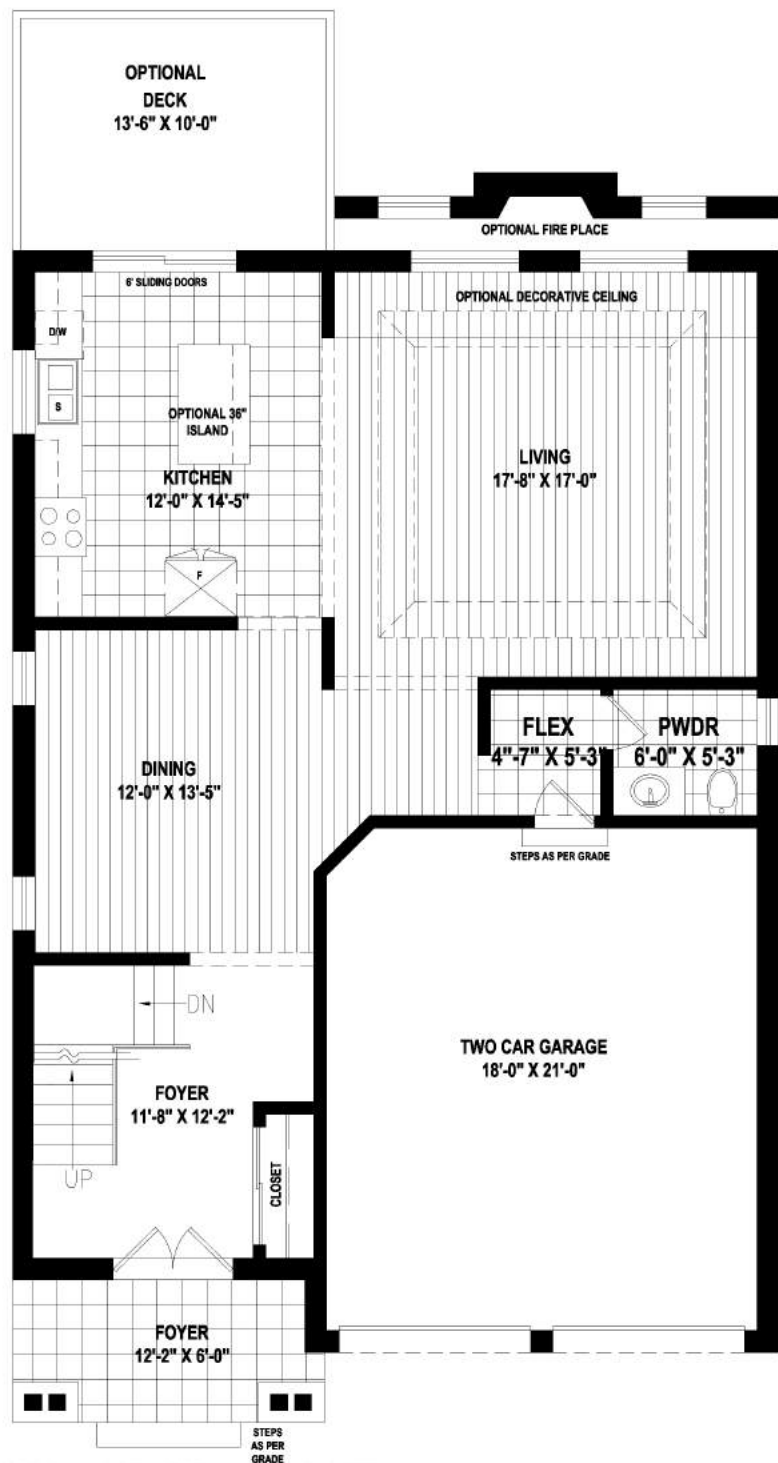 OPTIONAL
DECK
13'-6" X 10'-0"
OPTIONAL FIRE PLACE
6' SLIDING DOORS
OPTIONAL DECORATIVE CEILING
D/W
S
OPTIONAL 36"
ISLAND
KITCHEN
12'-0" X 14'-5"
LIVING
17'-8" X 17'-0"
F
FLEX
4"-7" X 5'-3"
PWDR
6'-0" X 5'-3"
DINING
12'-0" X 13'-5"
STEPS AS PER GRADE
DN
TWO CAR GARAGE
18'-0" X 21'-0"
FOYER
11'-8" X 12'-2"
UP
CLOSET
FOYER
12'-2" X 6'-0"
STEPS
AS PER
GRADE